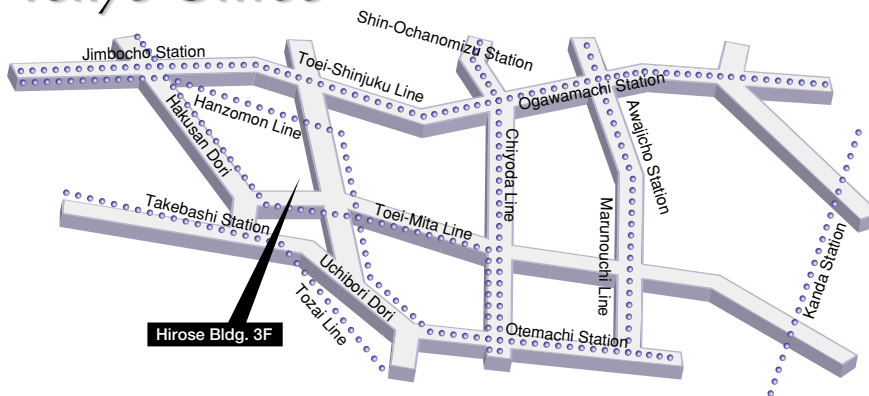 Shin-Ochanomizu Station
Jimbocho Station
Toei-Shinjuku Line
Ogawamachi Station
Hanzomon Line
Hakusan Dori
Chiyoda Line
Awajicho Station
Takebashi Station
Toei-Mita Line
Marunouchi Line
Kanda Station
Uchibori Dori
Tozai Line
Hirose Bldg. 3F
Otemachi Station